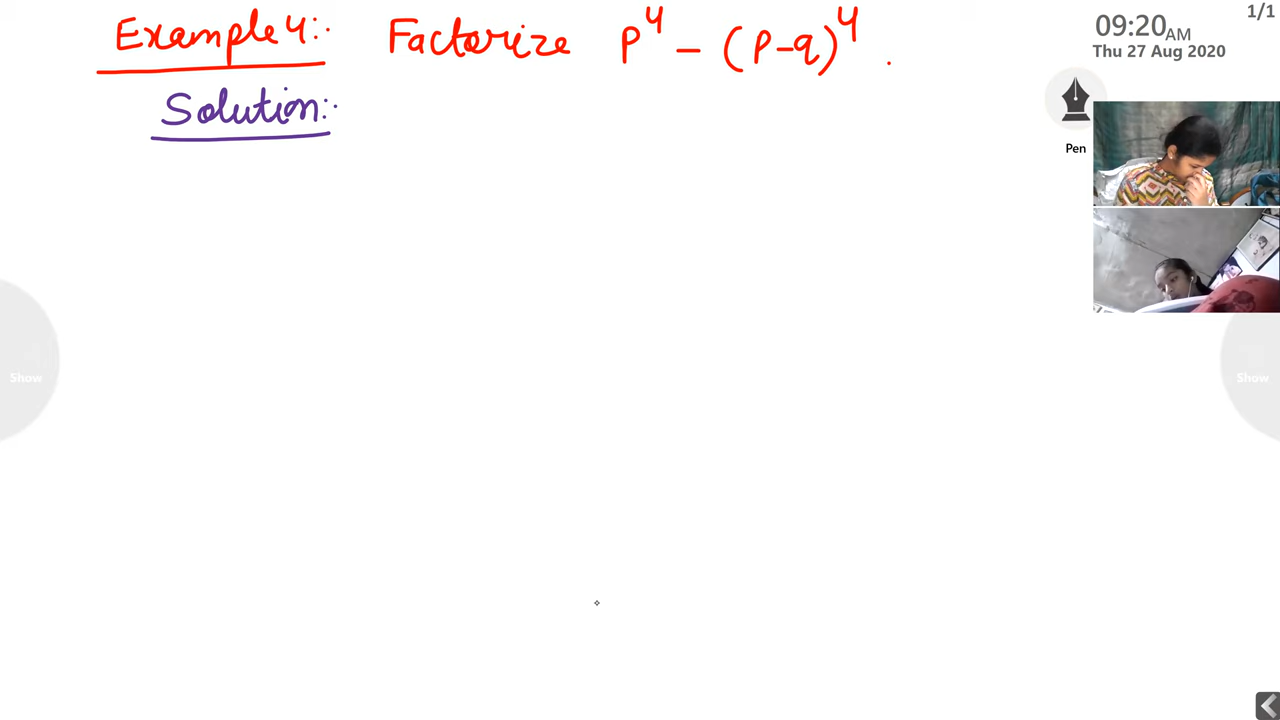 Example 4:. Factorize p⁴ - (p-q)⁴ .
Solution:.
1/1
09:20AM
Thu 27 Aug 2020
Pen
Show
Show